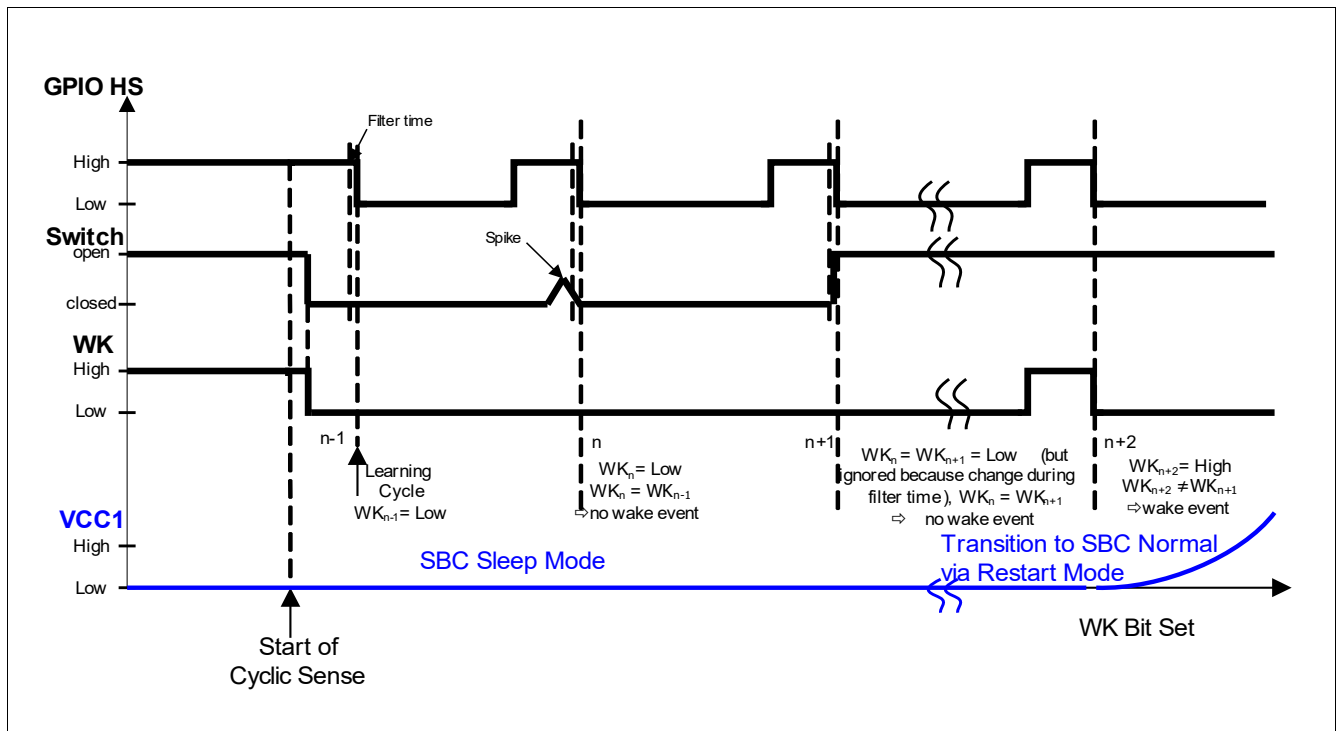 GPIO HS
Filter time
High
Low
Switch
open
Spike
closed
WK
High
Low
n-1
n
n+1
n+2
Learning
Cycle
WKn-1= Low
WKn = Low
WKn = WKn-1
⇨no wake event
WKn = WKn+1 = Low (but
ignored because change during
filter time), WKn = WKn+1
⇨ no wake event
WKn+2= High
WKn+2 ≠WKn+1
⇨wake event
VCC1
High
Low
SBC Sleep Mode
Transition to SBC Normal
via Restart Mode
Start of
Cyclic Sense
WK Bit Set